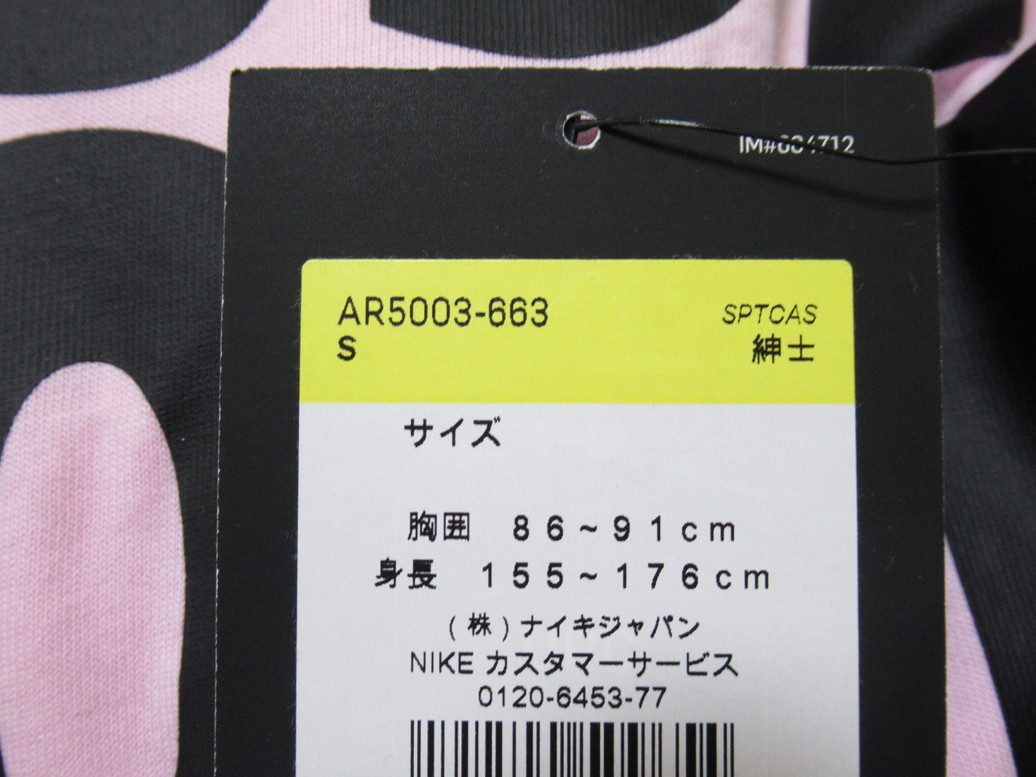 AR5003-663
SPTCAS
S
紳士
サイズ
胸囲 86~91cm
身長 155~176cm
(株)ナイキジャパン
NIKE カスタマーサービス
0120-6453-77